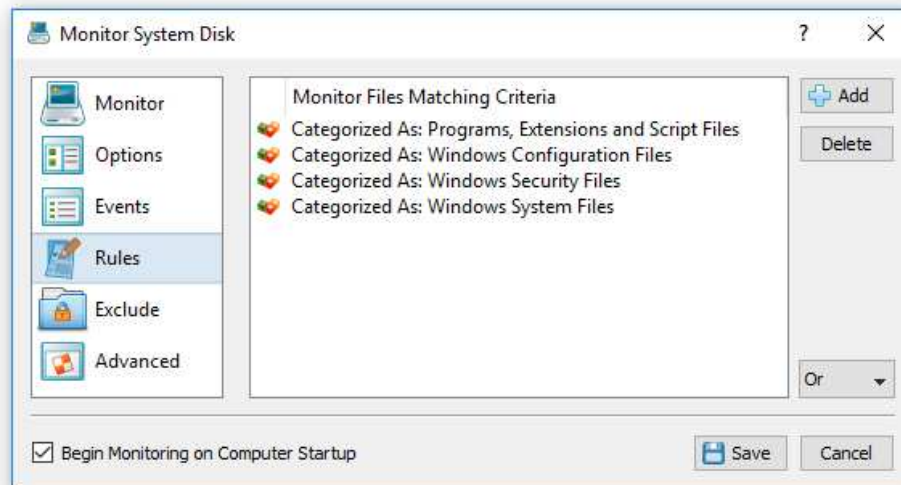 Monitor System Disk
?
Monitor
Options
Events
Rules
Exclude
Advanced
Monitor Files Matching Criteria
Categorized As: Programs, Extensions and Script Files
Categorized As: Windows Configuration Files
Categorized As: Windows Security Files
Categorized As: Windows System Files
Add
Delete
Or
Begin Monitoring on Computer Startup
Save
Cancel